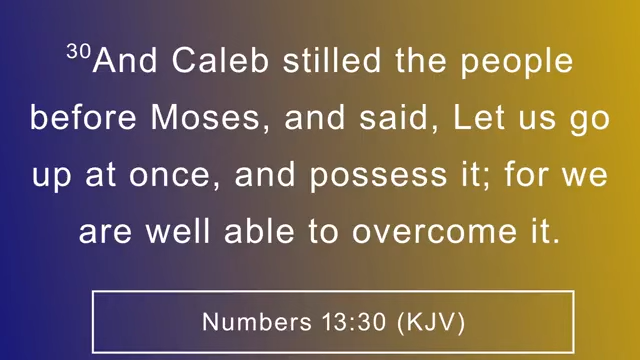 ³⁰And Caleb stilled the people
before Moses, and said, Let us go
up at once, and possess it; for we
are well able to overcome it.
Numbers 13:30 (KJV)